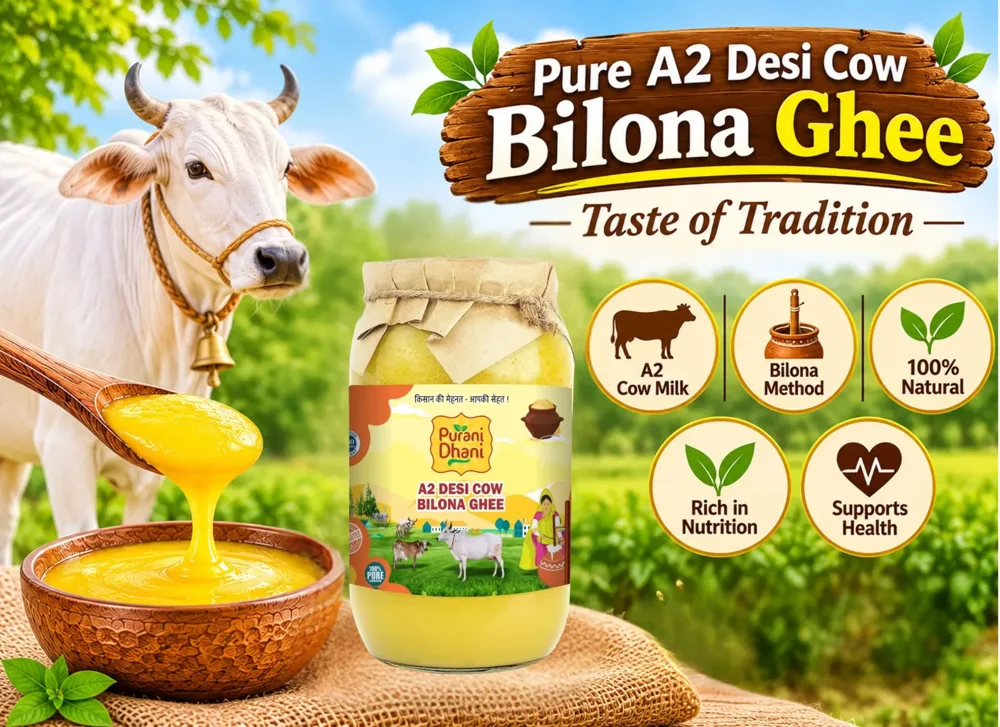 Pure A2 Desi Cow
Bilona Ghee
Taste of Tradition
A2
Cow Milk
Bilona
Method
100%
Natural
Rich in
Nutrition
Supports
Health
किसान की मेहनत - आपकी सेहत !
Purani
Dhani
A2 DESI COW
BILONA GHEE
100%
PURE